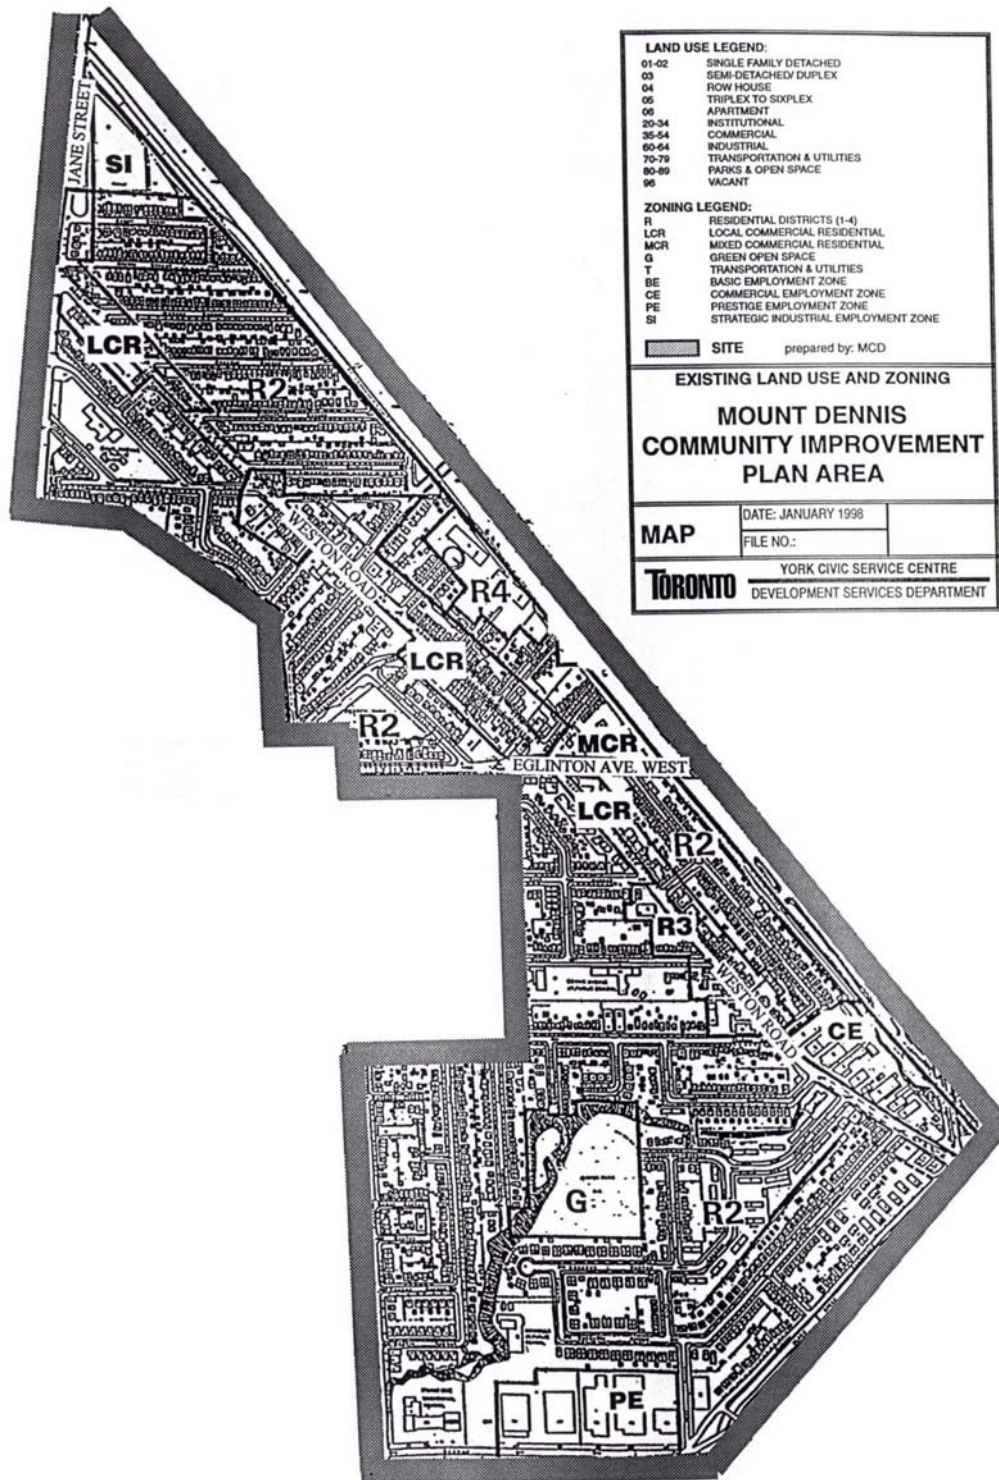 LAND USE LEGEND:
01-02 SINGLE FAMILY DETACHED
03 SEMI-DETACHED/ DUPLEX
04 ROW HOUSE
05 TRIPLEX TO SIXPLEX
06 APARTMENT
20-34 INSTITUTIONAL
35-54 COMMERCIAL
60-64 INDUSTRIAL
70-79 TRANSPORTATION & UTILITIES
80-89 PARKS & OPEN SPACE
96 VACANT
ZONING LEGEND:
R RESIDENTIAL DISTRICTS (1-4)
LCR LOCAL COMMERCIAL RESIDENTIAL
MCR MIXED COMMERCIAL RESIDENTIAL
G GREEN OPEN SPACE
T TRANSPORTATION & UTILITIES
BE BASIC EMPLOYMENT ZONE
CE COMMERCIAL EMPLOYMENT ZONE
PE PRESTIGE EMPLOYMENT ZONE
SI STRATEGIC INDUSTRIAL EMPLOYMENT ZONE
SITE prepared by: MCD
EXISTING LAND USE AND ZONING
MOUNT DENNIS
COMMUNITY IMPROVEMENT
PLAN AREA
MAP
DATE: JANUARY 1998
FILE NO.:
TORONTO
YORK CIVIC SERVICE CENTRE
DEVELOPMENT SERVICES DEPARTMENT
JANE STREET
SI
LCR
R2
WESTON ROAD
R4
LCR
R2
MCR
EGLINTON AVE. WEST
LCR
R2
R3
WESTON ROAD
CE
G
R2
PE